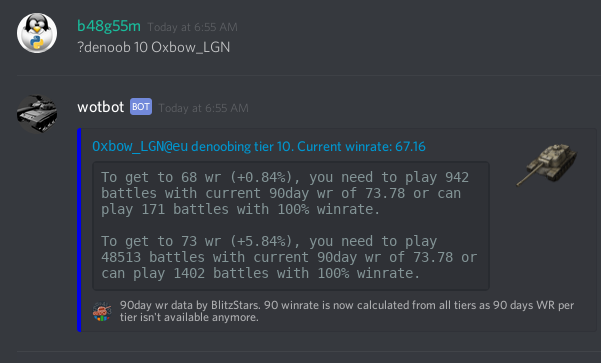 b48g55m Today at 6:55 AM
?denoob 10 Oxbow_LGN
wotbot BOT Today at 6:55 AM
Oxbow_LGN@eu denoobing tier 10. Current winrate: 67.16
To get to 68 wr (+0.84%), you need to play 942
battles with current 90day wr of 73.78 or can
play 171 battles with 100% winrate.
To get to 73 wr (+5.84%), you need to play
48513 battles with current 90day wr of 73.78 or
can play 1402 battles with 100% winrate.
90day wr data by BlitzStars. 90 winrate is now calculated from all tiers as 90 days WR per
tier isn't available anymore.